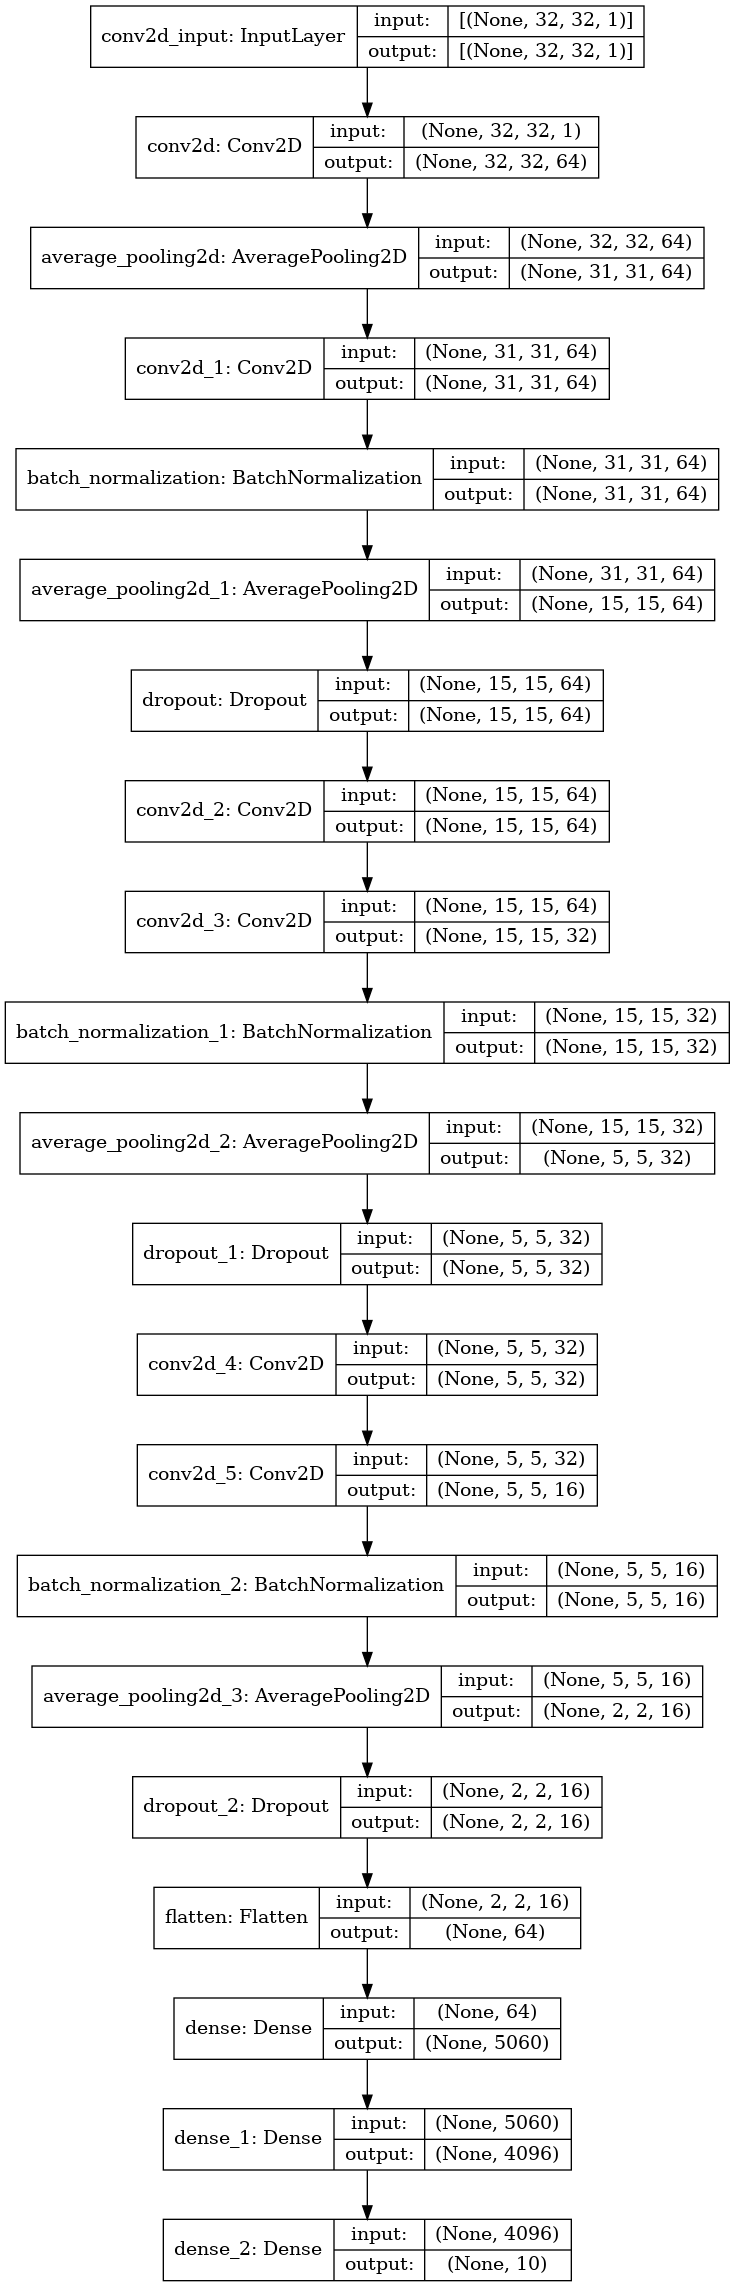 conv2d_input: InputLayer
input: [(None, 32, 32, 1)]
output: [(None, 32, 32, 1)]
conv2d: Conv2D
input: (None, 32, 32, 1)
output: (None, 32, 32, 64)
average_pooling2d: AveragePooling2D
input: (None, 32, 32, 64)
output: (None, 31, 31, 64)
conv2d_1: Conv2D
input: (None, 31, 31, 64)
output: (None, 31, 31, 64)
batch_normalization: BatchNormalization
input: (None, 31, 31, 64)
output: (None, 31, 31, 64)
average_pooling2d_1: AveragePooling2D
input: (None, 31, 31, 64)
output: (None, 15, 15, 64)
dropout: Dropout
input: (None, 15, 15, 64)
output: (None, 15, 15, 64)
conv2d_2: Conv2D
input: (None, 15, 15, 64)
output: (None, 15, 15, 64)
conv2d_3: Conv2D
input: (None, 15, 15, 64)
output: (None, 15, 15, 32)
batch_normalization_1: BatchNormalization
input: (None, 15, 15, 32)
output: (None, 15, 15, 32)
average_pooling2d_2: AveragePooling2D
input: (None, 15, 15, 32)
output: (None, 5, 5, 32)
dropout_1: Dropout
input: (None, 5, 5, 32)
output: (None, 5, 5, 32)
conv2d_4: Conv2D
input: (None, 5, 5, 32)
output: (None, 5, 5, 32)
conv2d_5: Conv2D
input: (None, 5, 5, 32)
output: (None, 5, 5, 16)
batch_normalization_2: BatchNormalization
input: (None, 5, 5, 16)
output: (None, 5, 5, 16)
average_pooling2d_3: AveragePooling2D
input: (None, 5, 5, 16)
output: (None, 2, 2, 16)
dropout_2: Dropout
input: (None, 2, 2, 16)
output: (None, 2, 2, 16)
flatten: Flatten
input: (None, 2, 2, 16)
output: (None, 64)
dense: Dense
input: (None, 64)
output: (None, 5060)
dense_1: Dense
input: (None, 5060)
output: (None, 4096)
dense_2: Dense
input: (None, 4096)
output: (None, 10)